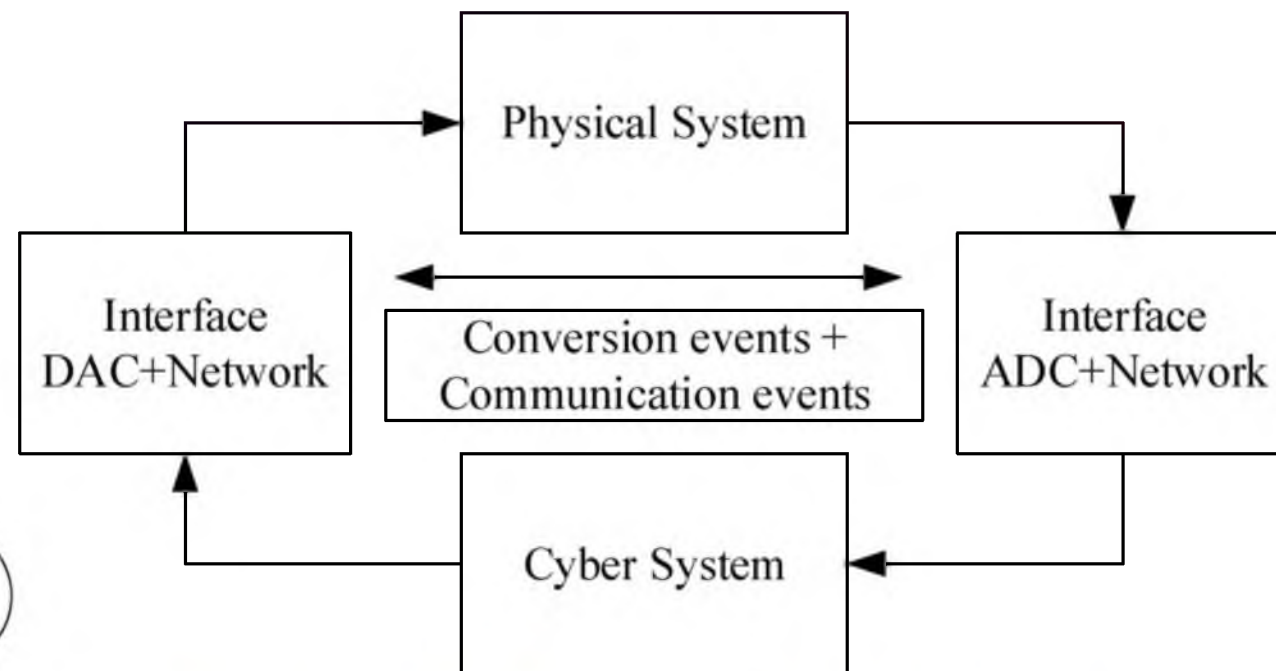 Physical System
Interface
DAC+Network
Conversion events +
Communication events
Interface
ADC+Network
Cyber System